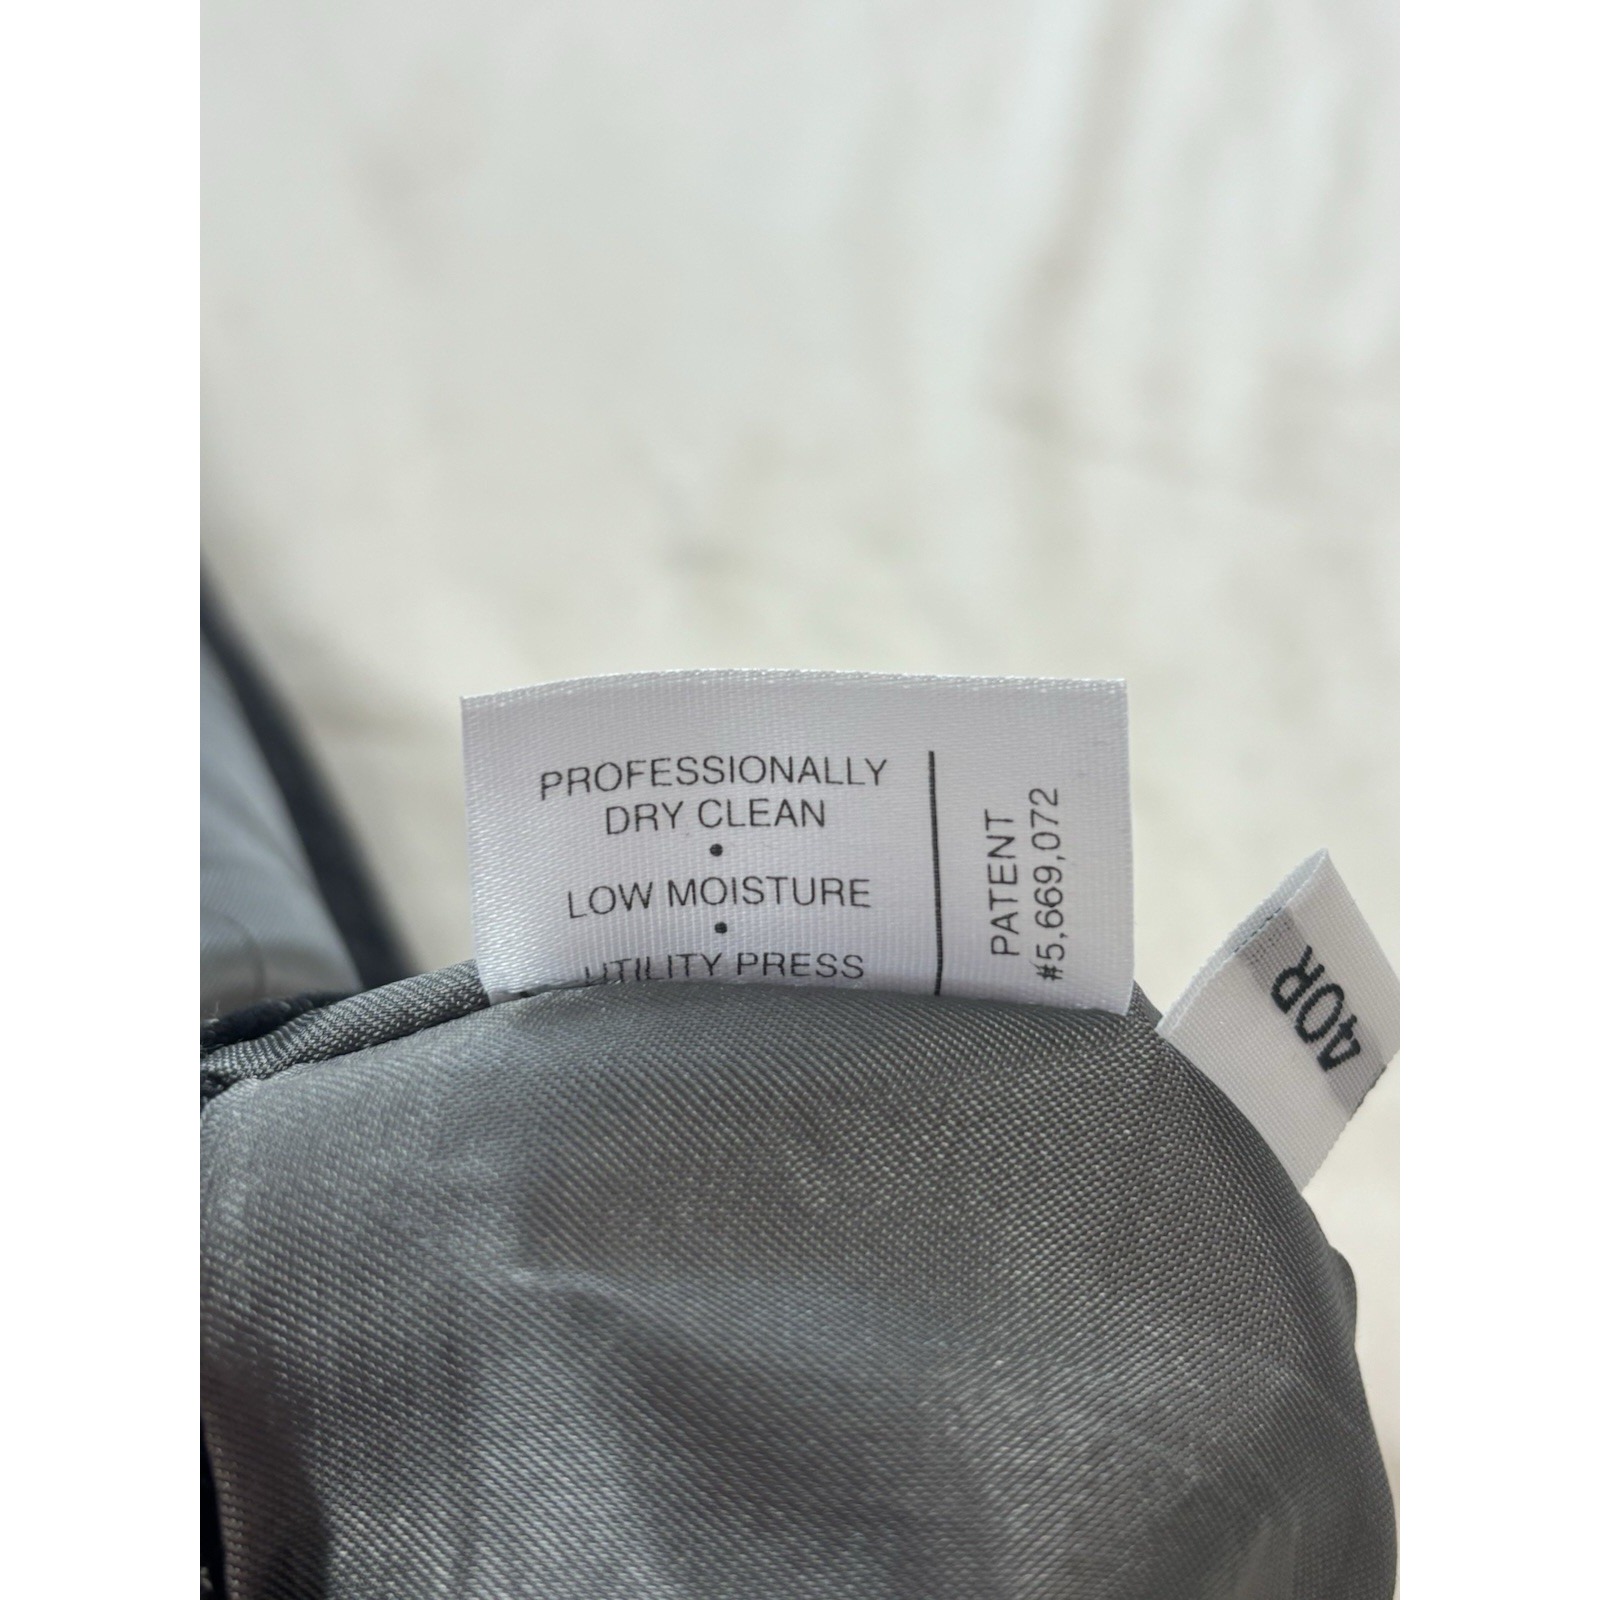 PROFESSIONALLY
DRY CLEAN
•
LOW MOISTURE
•
UTILITY PRESS
PATENT
#5,669,072
40R